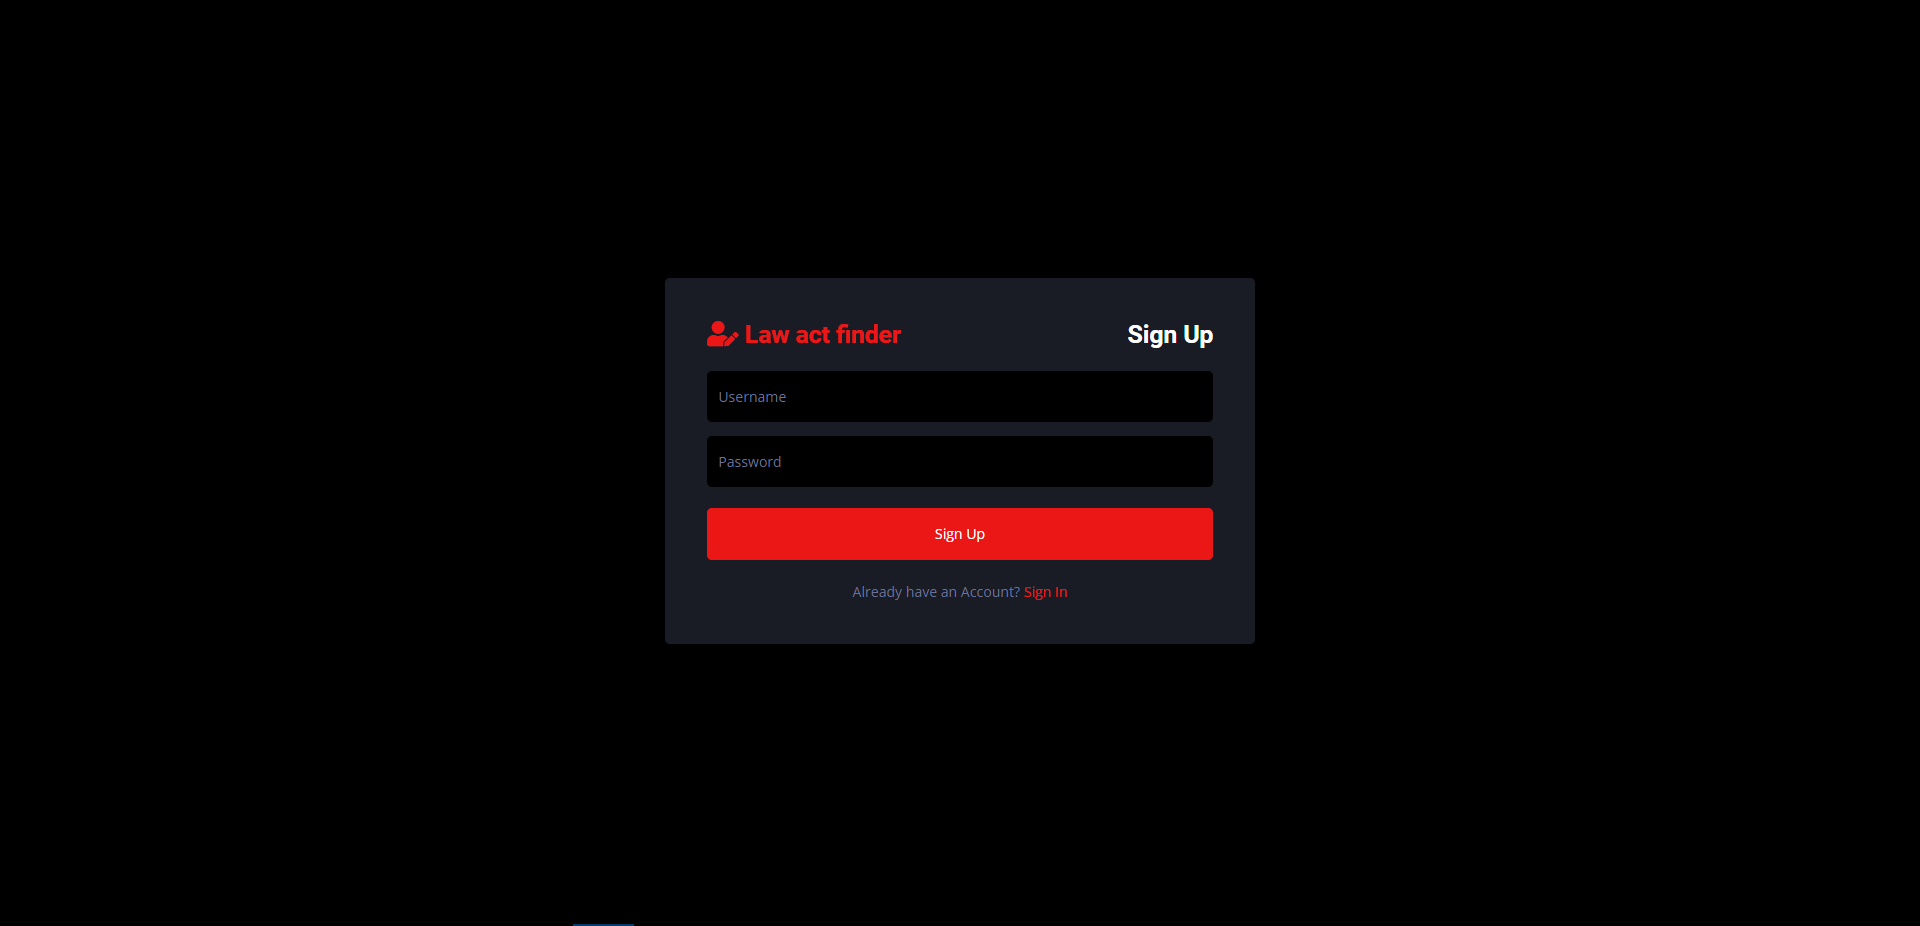 Law act finder Sign Up
Username
Password
Sign Up
Already have an Account? Sign In